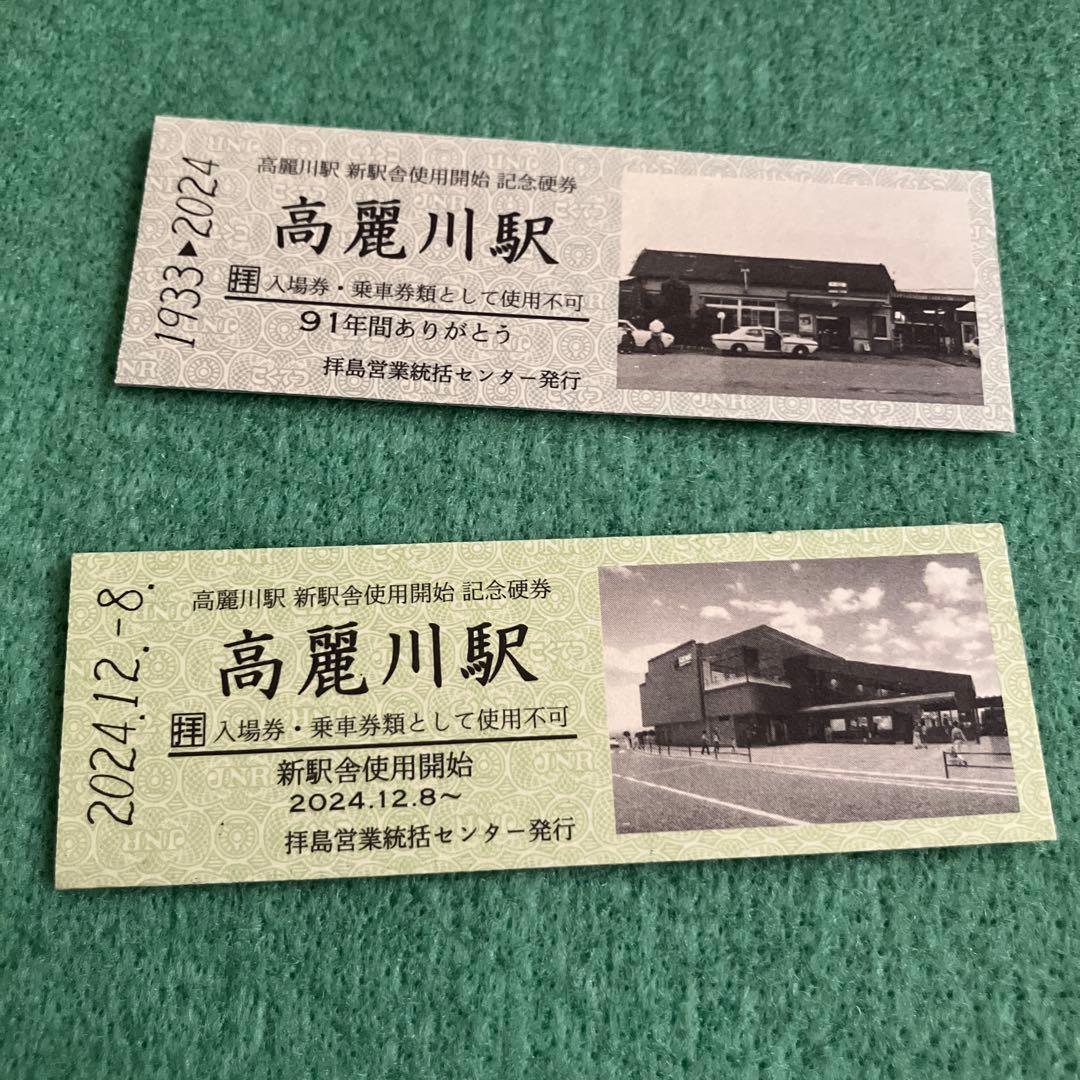 1933▶2024
高麗川駅 新駅舎使用開始 記念硬券
高麗川駅
拝 入場券・乗車券類として使用不可
91年間ありがとう
拝島営業統括センター発行
2024.12.-8.
高麗川駅 新駅舎使用開始 記念硬券
高麗川駅
拝 入場券・乗車券類として使用不可
新駅舎使用開始
2024.12.8～
拝島営業統括センター発行